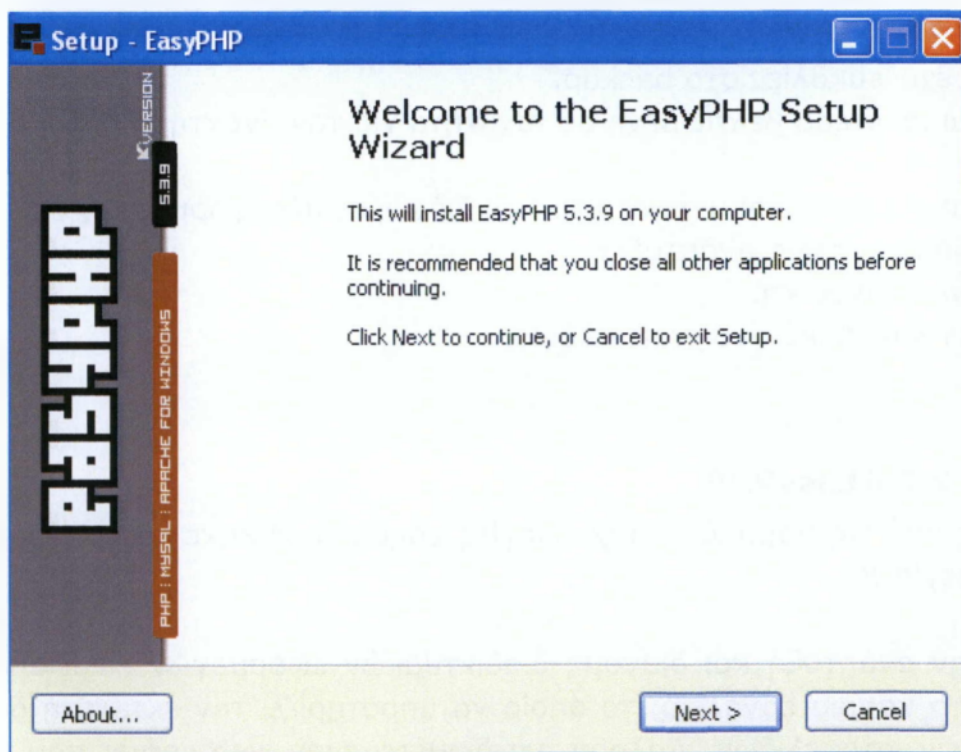 Setup - EasyPHP
VERSION
5.3.9
easyphp
PHP : MYSQL : APACHE FOR WINDOWS
Welcome to the EasyPHP Setup
Wizard
This will install EasyPHP 5.3.9 on your computer.
It is recommended that you close all other applications before
continuing.
Click Next to continue, or Cancel to exit Setup.
About...
Next >
Cancel